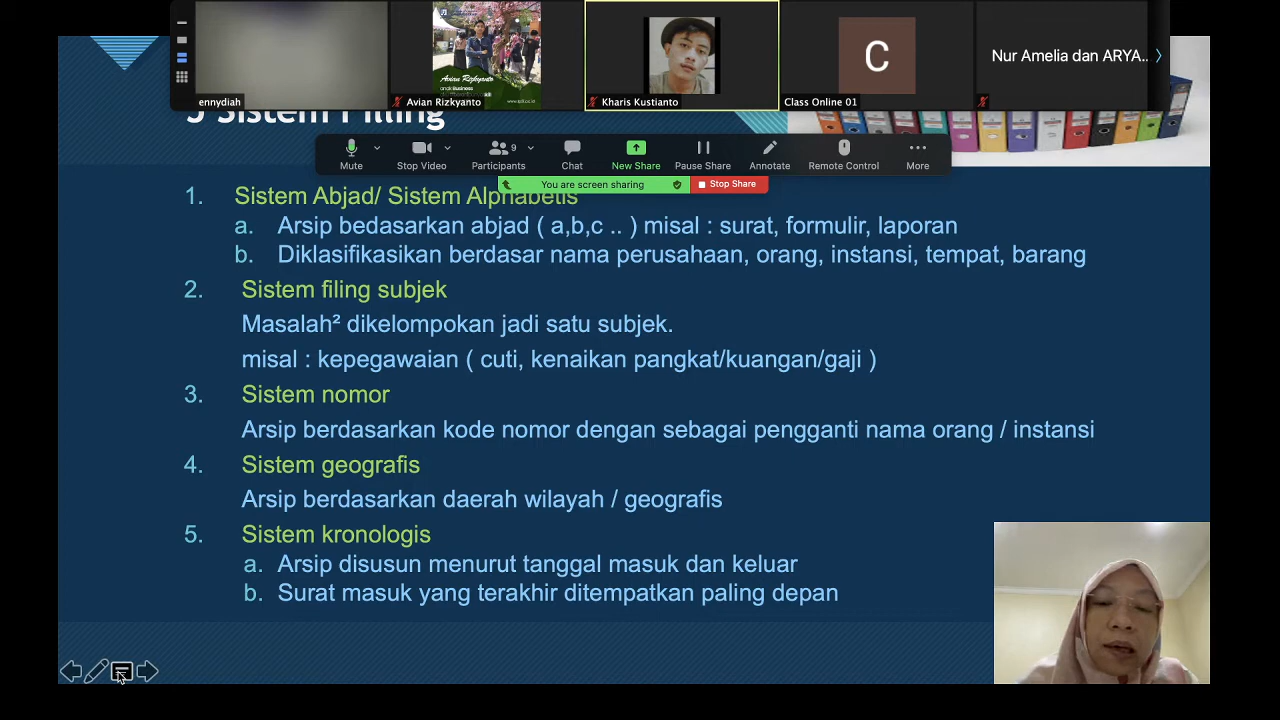 ennydiah
Avian Rizkyanto
Avian Rizkyanto
Kharis Kustianto
C
Class Online 01
Nur Amelia dan ARYA...
5 Sistem Filling
Mute
Stop Video
9
Participants
Chat
New Share
Pause Share
Annotate
Remote Control
More
You are screen sharing
Stop Share
1. Sistem Abjad/ Sistem Alphabetis
a. Arsip bedasarkan abjad ( a,b,c .. ) misal : surat, formulir, laporan
b. Diklasifikasikan berdasar nama perusahaan, orang, instansi, tempat, barang
2. Sistem filing subjek
Masalah² dikelompokan jadi satu subjek.
misal : kepegawaian ( cuti, kenaikan pangkat/kuangan/gaji )
3. Sistem nomor
Arsip berdasarkan kode nomor dengan sebagai pengganti nama orang / instansi
4. Sistem geografis
Arsip berdasarkan daerah wilayah / geografis
5. Sistem kronologis
a. Arsip disusun menurut tanggal masuk dan keluar
b. Surat masuk yang terakhir ditempatkan paling depan